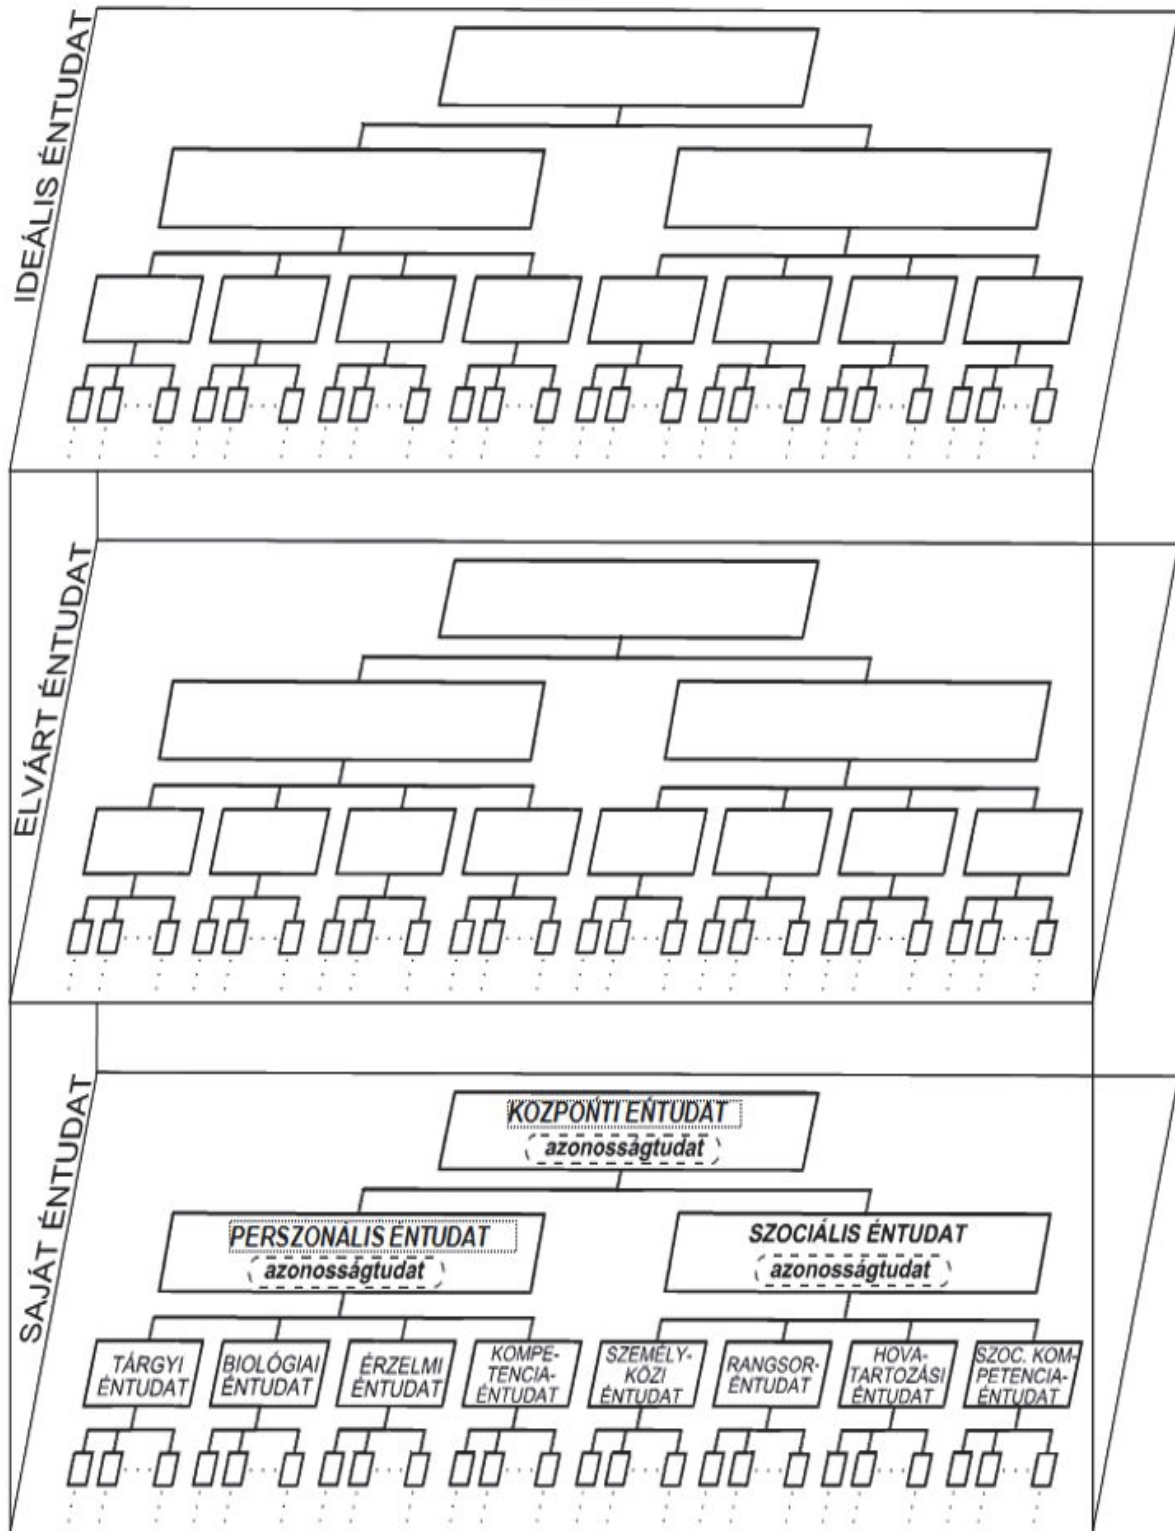 IDEÁLIS ÉNTUDAT
ELVÁRT ÉNTUDAT
SAJÁT ÉNTUDAT
KÖZPONTI ÉNTUDAT
azonosságtudat
PERSZONÁLIS ÉNTUDAT
azonosságtudat
SZOCIÁLIS ÉNTUDAT
azonosságtudat
TÁRGYI
ÉNTUDAT
BIOLÓGIAI
ÉNTUDAT
ÉRZELMI
ÉNTUDAT
KOMPE-
TENCIA-
ÉNTUDAT
SZEMÉLY-
KÖZI
ÉNTUDAT
RANGSOR-
ÉNTUDAT
HOVA-
TARTOZÁSI
ÉNTUDAT
SZOC. KOM-
PETENCIA-
ÉNTUDAT